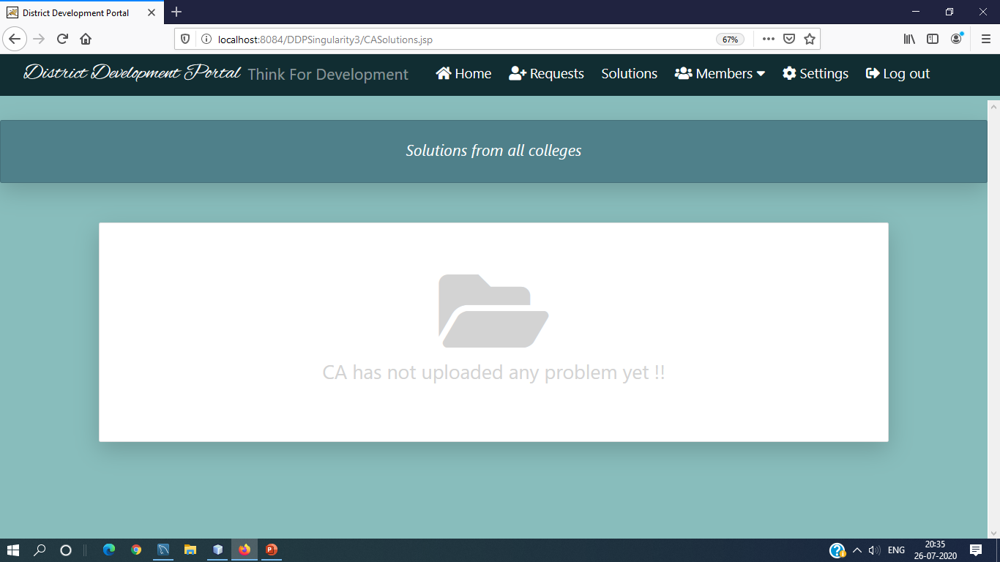 District Development Portal
localhost:8084/DDPSingularity3/CASolutions.jsp
67%
District Development Portal Think For Development Home Requests Solutions Members Settings Log out
Solutions from all colleges
CA has not uploaded any problem yet !!
ENG
20:35
26-07-2020